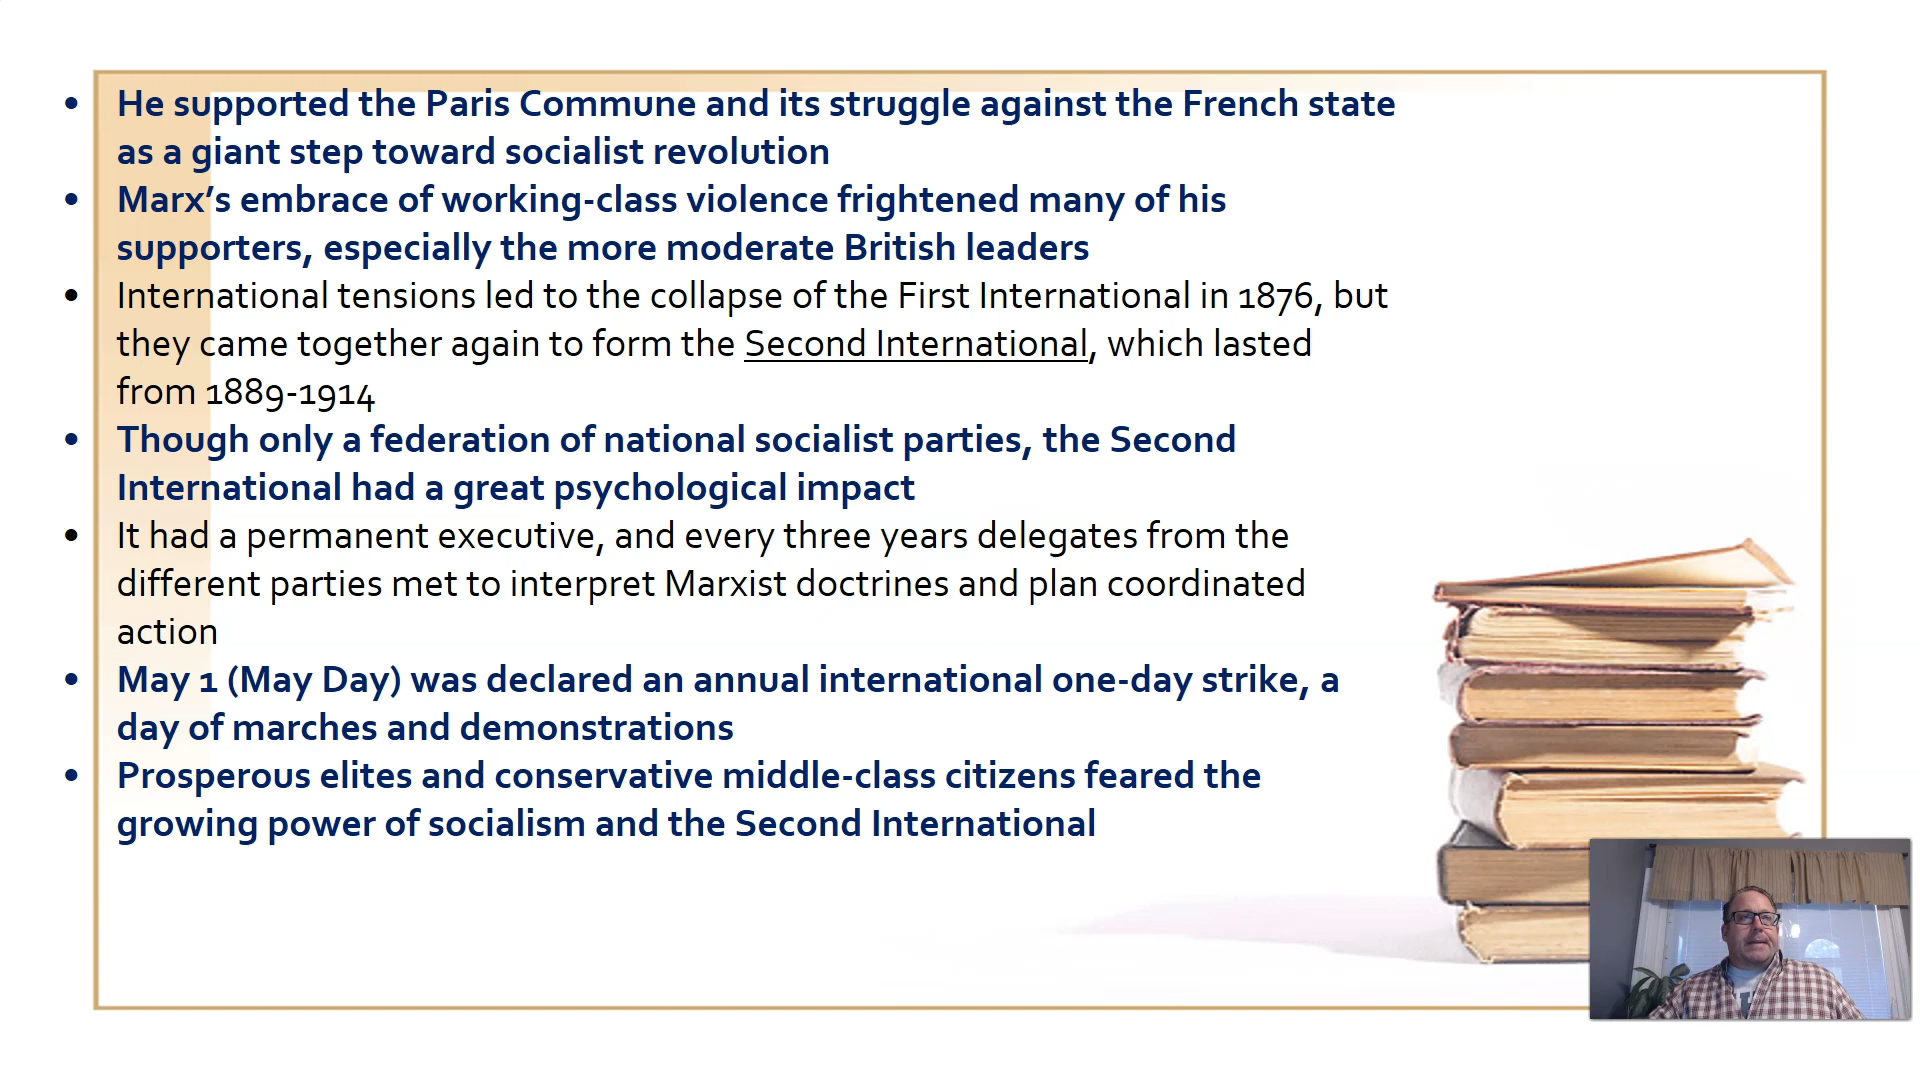 • He supported the Paris Commune and its struggle against the French state
as a giant step toward socialist revolution
• Marx’s embrace of working-class violence frightened many of his
supporters, especially the more moderate British leaders
• International tensions led to the collapse of the First International in 1876, but
they came together again to form the Second International, which lasted
from 1889-1914
• Though only a federation of national socialist parties, the Second
International had a great psychological impact
• It had a permanent executive, and every three years delegates from the
different parties met to interpret Marxist doctrines and plan coordinated
action
• May 1 (May Day) was declared an annual international one-day strike, a
day of marches and demonstrations
• Prosperous elites and conservative middle-class citizens feared the
growing power of socialism and the Second International